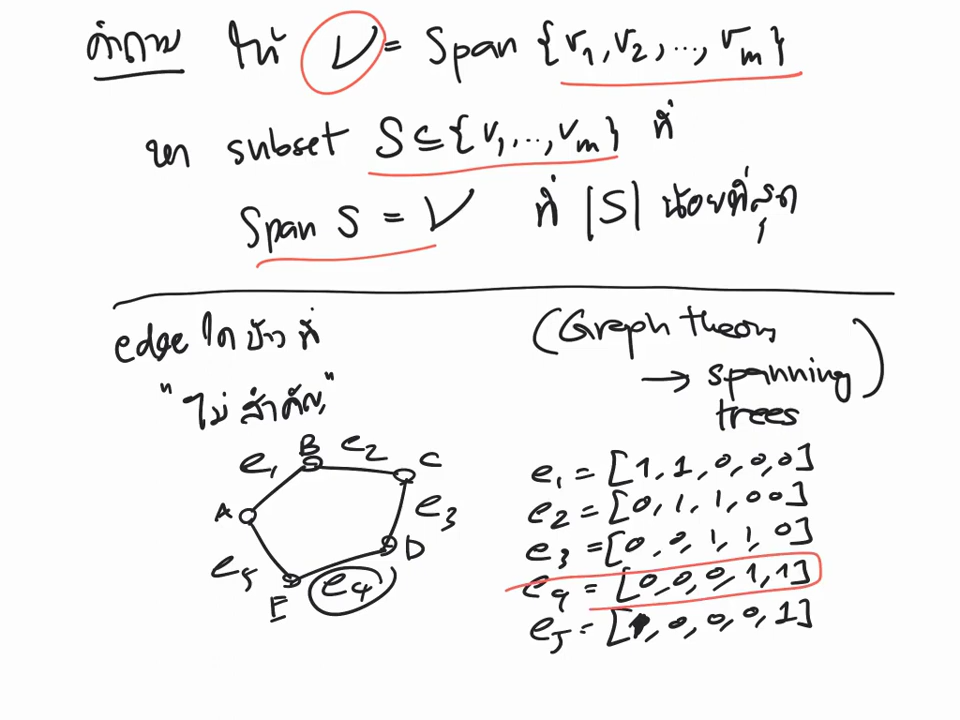 คำถาม ให้ V = Span {v₁, v₂, ..., vₘ}
หา subset S ⊆ {v₁, ..., vₘ} ที่
Span S = V ที่ |S| น้อยที่สุด
edge ใดบ้าง ที่
"ไม่สำคัญ"
(Graph theory
→ spanning
trees)
B e₂
e₁ C
A e₃
D
e₅ e₄
E
e₁ = [1, 1, 0, 0, 0]
e₂ = [0, 1, 1, 0 0]
e₃ = [0, 0, 1, 1, 0]
e₄ = [0, 0, 0, 1, 1]
e₅ = [1, 0, 0, 0, 1]